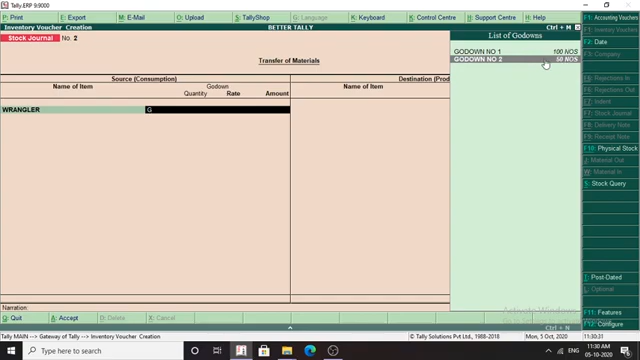 Tally.ERP 9:9000
P: Print
E: Export
M: E-Mail
O: Upload
S: TallyShop
G: Language
K: Keyboard
K: Control Centre
H: Support Centre
H: Help
Inventory Voucher Creation
BETTER TALLY
Ctrl + M
Stock Journal No. 2
Transfer of Materials
Source (Consumption)
Destination (Prod
Name of Item
Godown
Name of Item
Quantity
Rate
Amount
WRANGLER
G
List of Godowns
GODOWN NO 1 100 NOS
GODOWN NO 2 50 NOS
F1: Accounting Vouchers
F1: Inventory Vouchers
F2: Date
F3: Company
F6: Rejections In
F6: Rejections Out
F7: Indent
F7: Stock Journal
F8: Delivery Note
F9: Receipt Note
F10: Physical Stock
J: Material Out
W: Material In
S: Stock Query
T: Post-Dated
L: Optional
F11: Features
F12: Configure
Activate Windows
Narration:
Q: Quit
A: Accept
D: Delete
X: Cancel
Ctrl + N
Tally MAIN --> Gateway of Tally --> Inventory Voucher Creation
© Tally Solutions Pvt Ltd., 1988-2018
Mon, 5 Oct, 2020
11:30:31
Type here to search
ENG
11:30 AM
05-10-2020